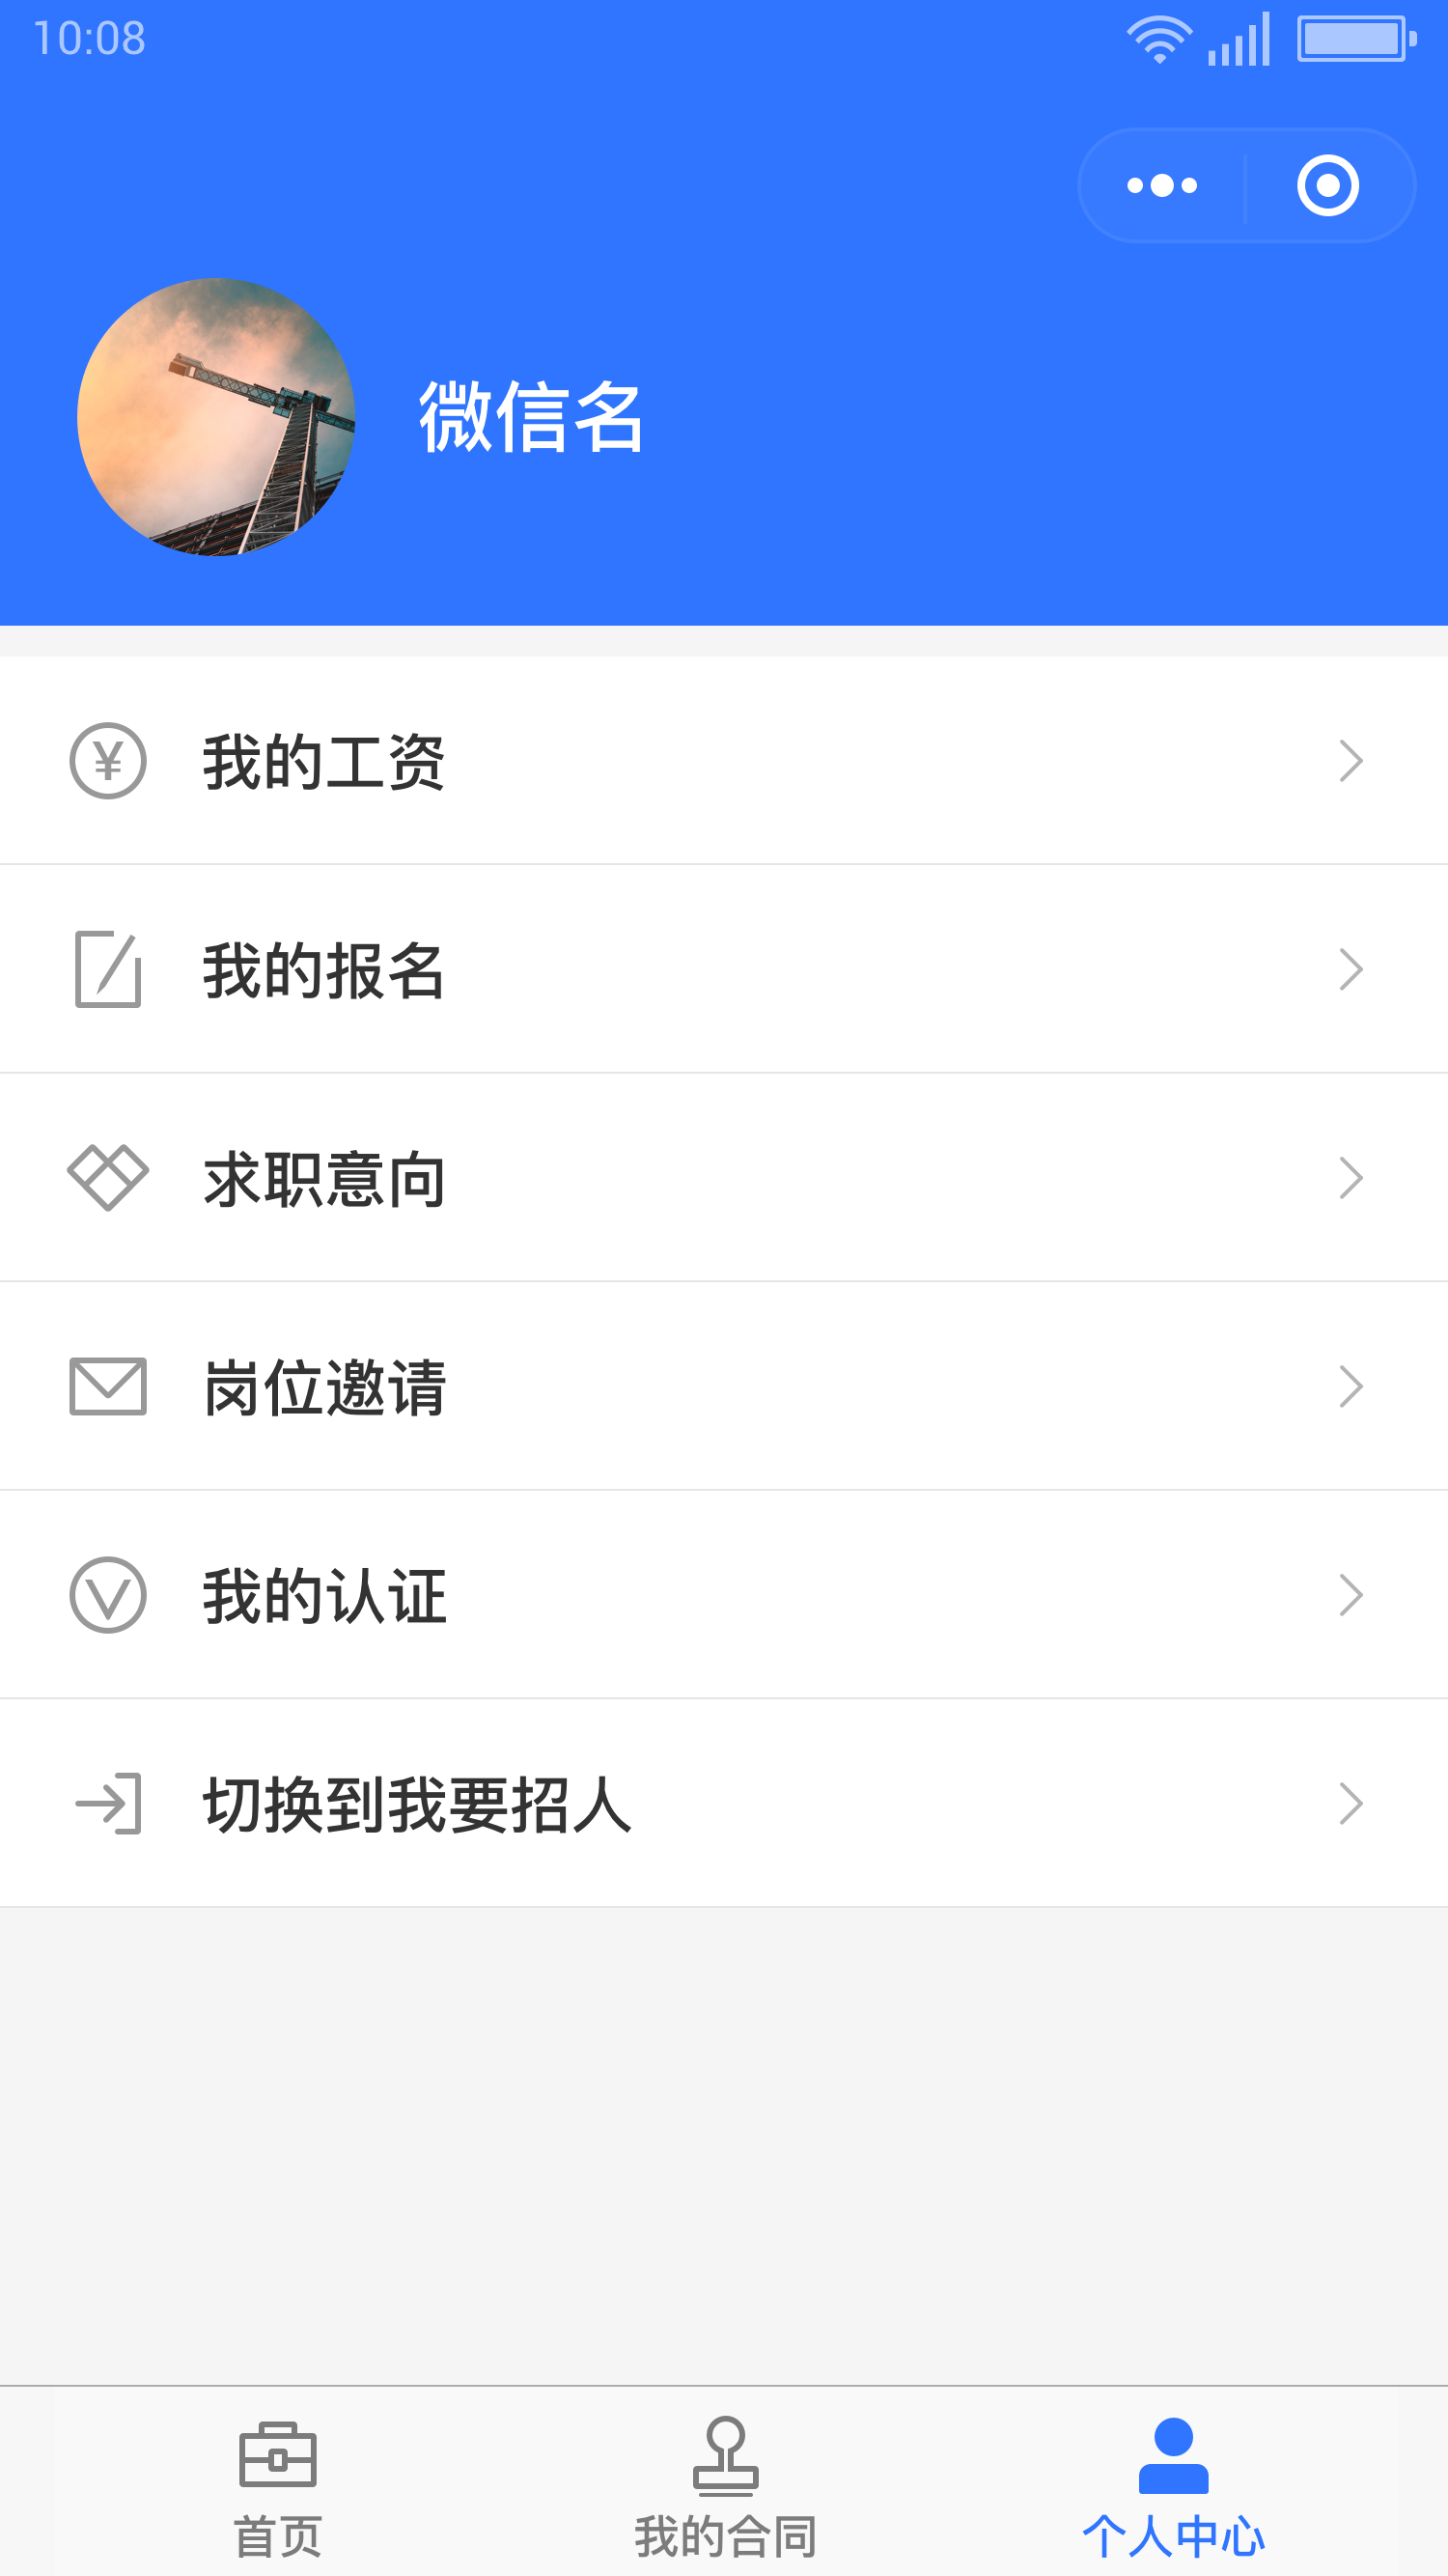 10:08
微信名
我的工资
我的报名
求职意向
岗位邀请
我的认证
切换到我要招人
首页
我的合同
个人中心